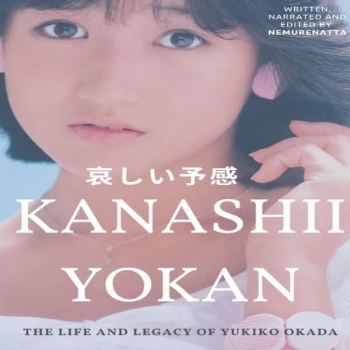 WRITTEN,
NARRATED AND
EDITED BY
NEMURENATTA
哀しい予感
KANASHII
YOKAN
THE LIFE AND LEGACY OF YUKIKO OKADA